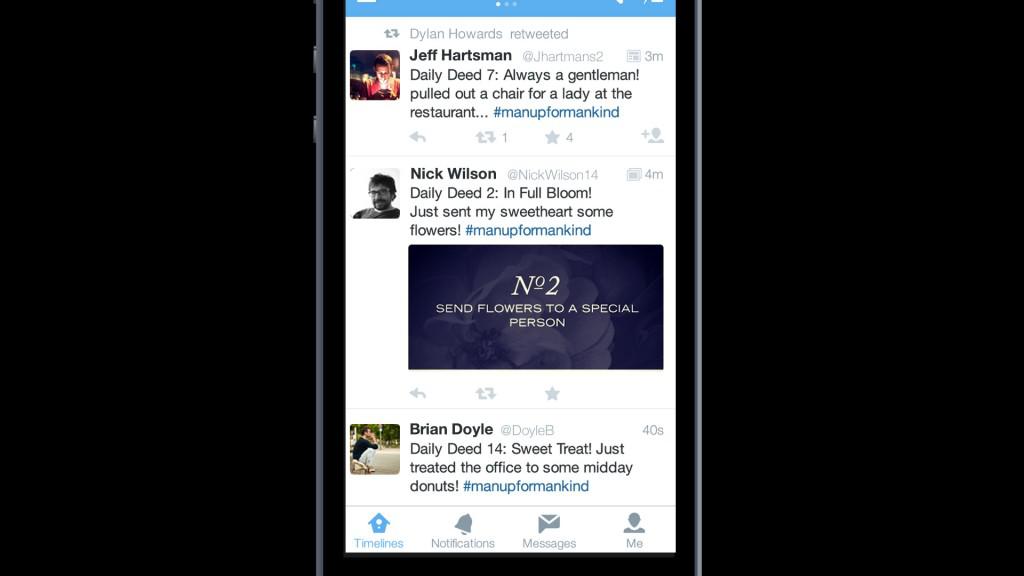 Dylan Howards retweeted
Jeff Hartsman @Jhartmans2 3m
Daily Deed 7: Always a gentleman!
pulled out a chair for a lady at the
restaurant... #manupformankind
1 4
Nick Wilson @NickWilson14 4m
Daily Deed 2: In Full Bloom!
Just sent my sweetheart some
flowers! #manupformankind
Nº2
SEND FLOWERS TO A SPECIAL
PERSON
Brian Doyle @DoyleB 40s
Daily Deed 14: Sweet Treat! Just
treated the office to some midday
donuts! #manupformankind
Timelines Notifications Messages Me